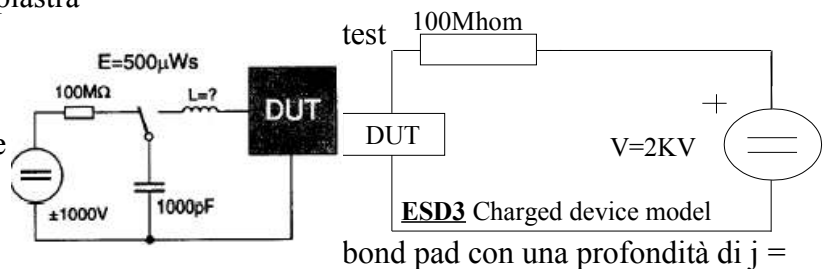 piastra
E=500µWs
100MΩ
L=?
DUT
e
±1000V
1000pF
test
100Mhom
DUT
+
V=2KV
ESD3 Charged device model
bond pad con una profondità di j =